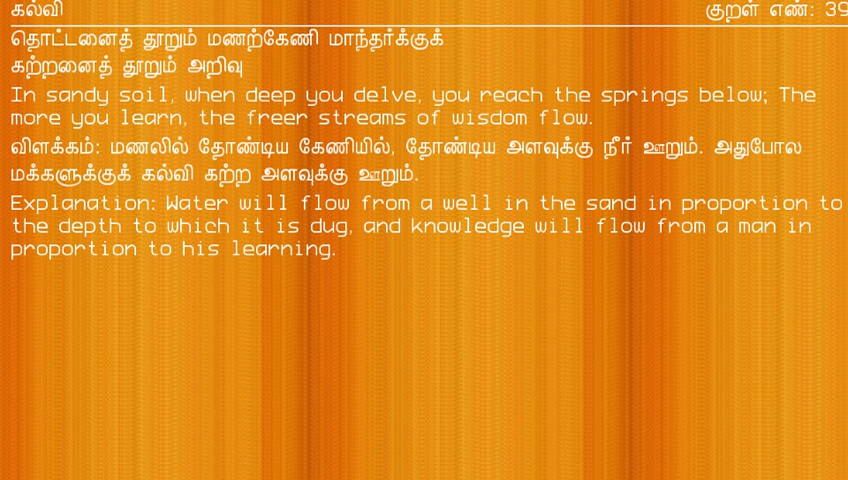 கல்வி குறள் எண்: 39
தொட்டனைத் தூறும் மணற்கேணி மாந்தர்க்குக்
கற்றனைத் தூறும் அறிவு
In sandy soil, when deep you delve, you reach the springs below; The
more you learn, the freer streams of wisdom flow.
விளக்கம்: மணலில் தோண்டிய கேணியில், தோண்டிய அளவுக்கு நீர் ஊறும். அதுபோல
மக்களுக்குக் கல்வி கற்ற அளவுக்கு ஊறும்.
Explanation: Water will flow from a well in the sand in proportion to
the depth to which it is dug, and knowledge will flow from a man in
proportion to his learning.